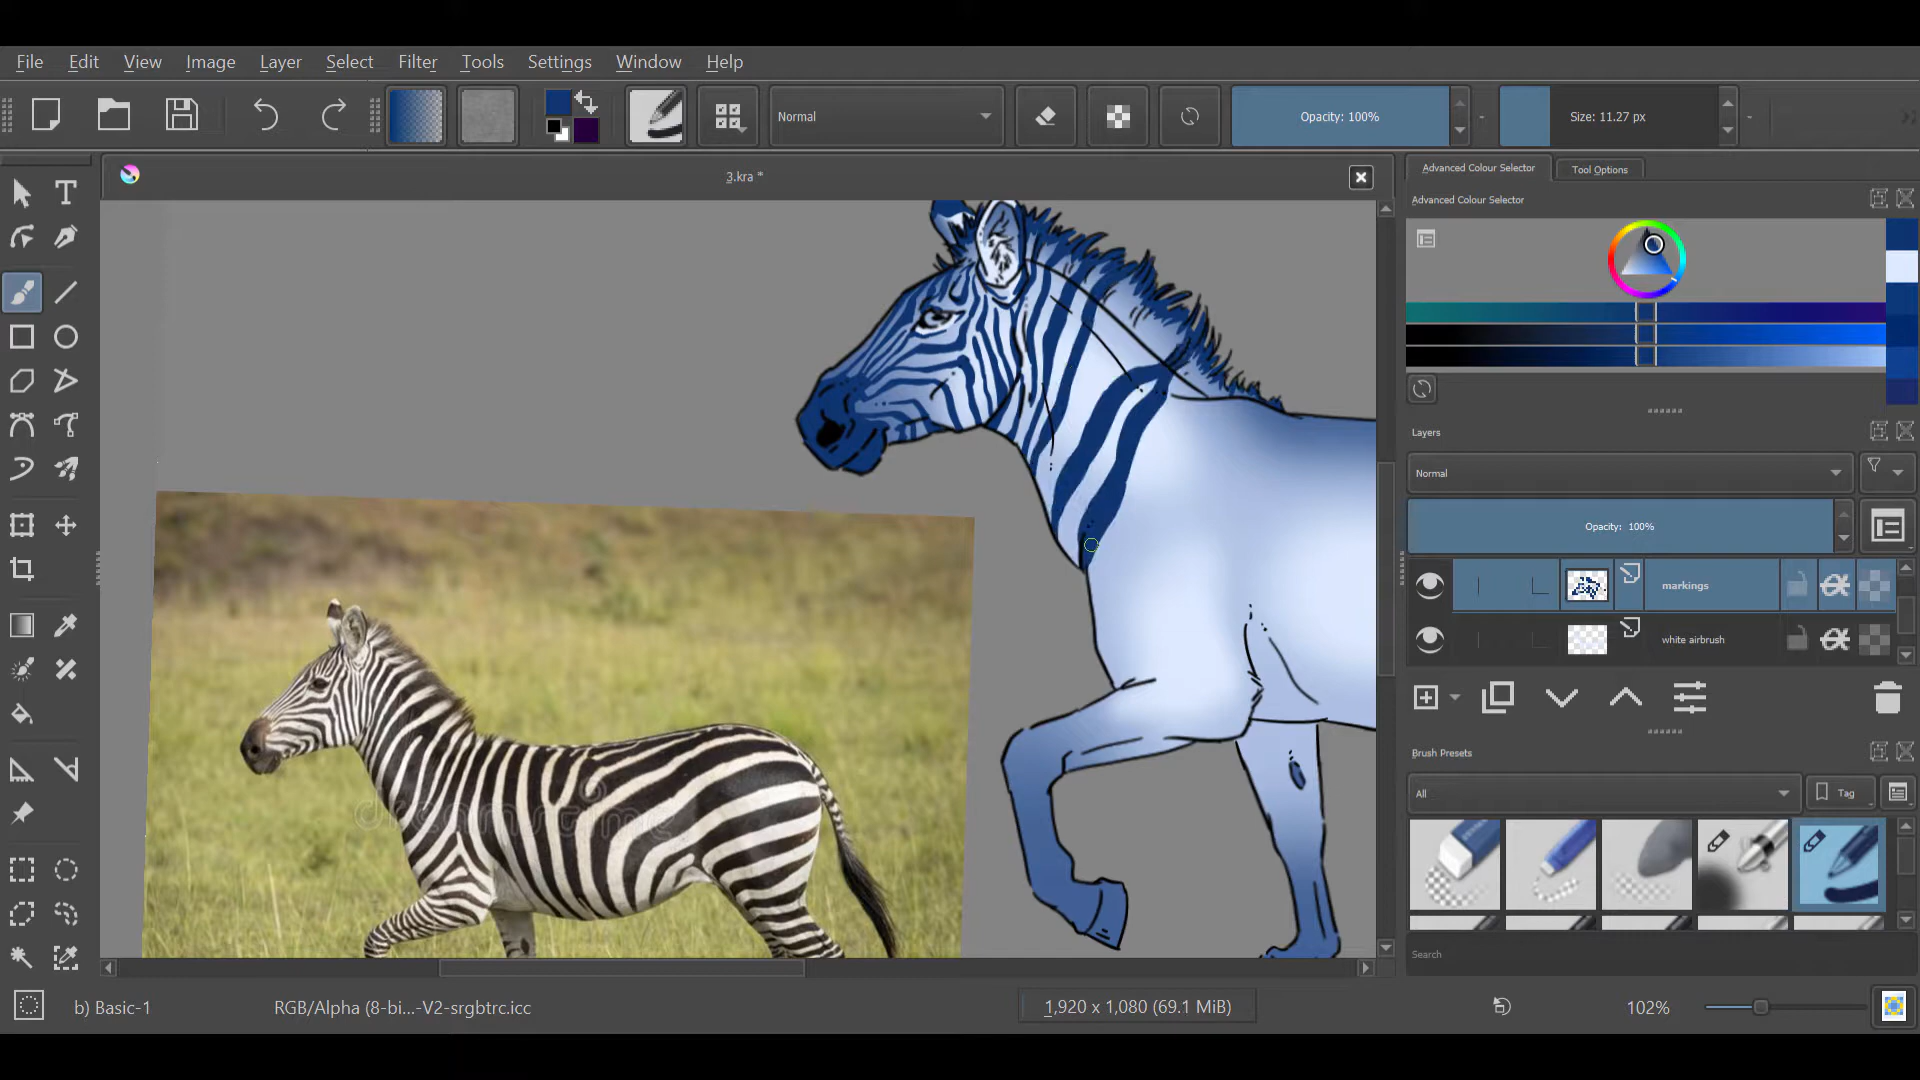 File Edit View Image Layer Select Filter Tools Settings Window Help
Normal Opacity: 100% Size: 11.27 px
3.kra *
Advanced Colour Selector Tool Options
Advanced Colour Selector
Layers
Normal
Opacity: 100%
markings
white airbrush
Brush Presets
All Tag
Search
dreamstime
b) Basic-1 RGB/Alpha (8-bi...-V2-srgbtrc.icc 1,920 x 1,080 (69.1 MiB) 102%